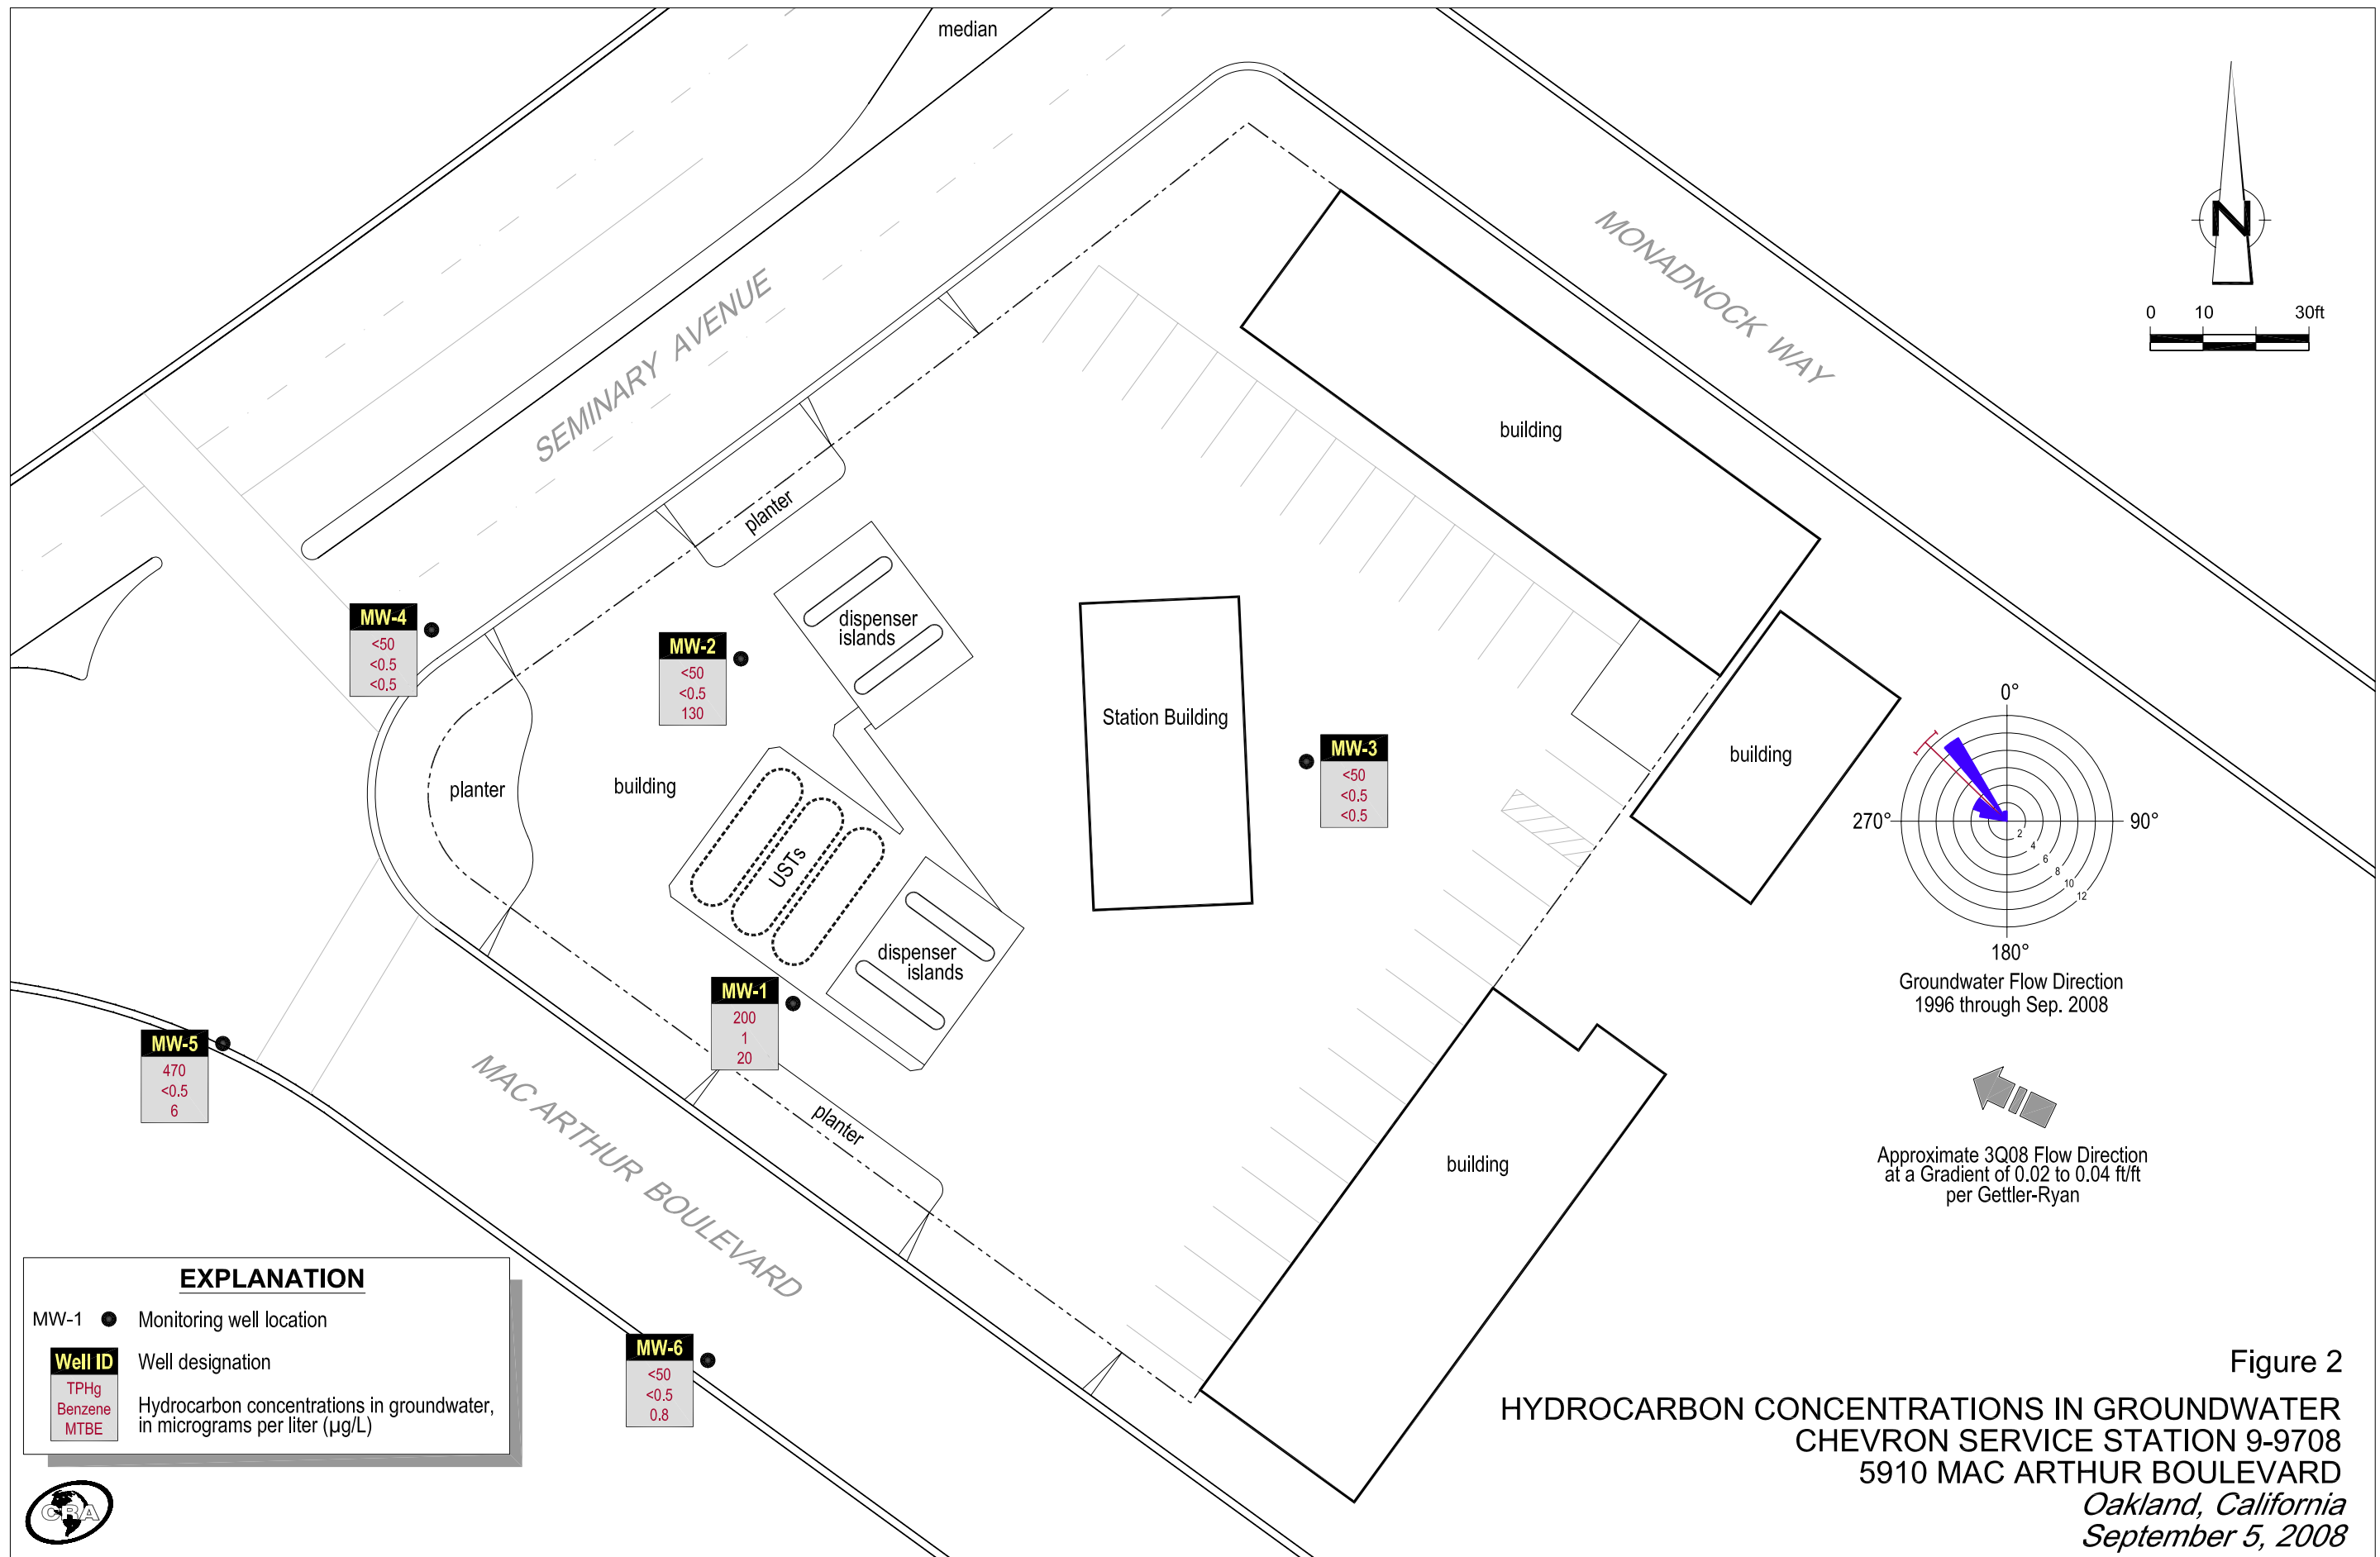 median
MONADNOCK WAY
SEMINARY AVENUE
N
0 10 30ft
building
planter
MW-4
<50
<0.5
<0.5
MW-2
<50
<0.5
130
dispenser
islands
Station Building
MW-3
<50
<0.5
<0.5
building
planter
building
USTs
dispenser
islands
MW-1
200
1
20
MW-5
470
<0.5
6
planter
MAC ARTHUR BOULEVARD
building
MW-6
<50
<0.5
0.8
0°
270° 90°
2
4
6
8
10
12
180°
Groundwater Flow Direction
1996 through Sep. 2008
Approximate 3Q08 Flow Direction
at a Gradient of 0.02 to 0.04 ft/ft
per Gettler-Ryan
EXPLANATION
MW-1 Monitoring well location
Well ID Well designation
TPHg
Benzene
MTBE
Hydrocarbon concentrations in groundwater,
in micrograms per liter (µg/L)
CRA
Figure 2
HYDROCARBON CONCENTRATIONS IN GROUNDWATER
CHEVRON SERVICE STATION 9-9708
5910 MAC ARTHUR BOULEVARD
Oakland, California
September 5, 2008